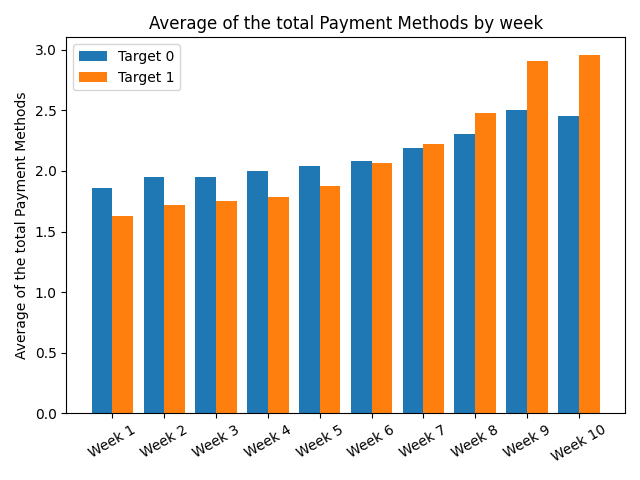 Average of the total Payment Methods by week
Target 0
Target 1
Average of the total Payment Methods
3.0
2.5
2.0
1.5
1.0
0.5
0.0
Week 1
Week 2
Week 3
Week 4
Week 5
Week 6
Week 7
Week 8
Week 9
Week 10